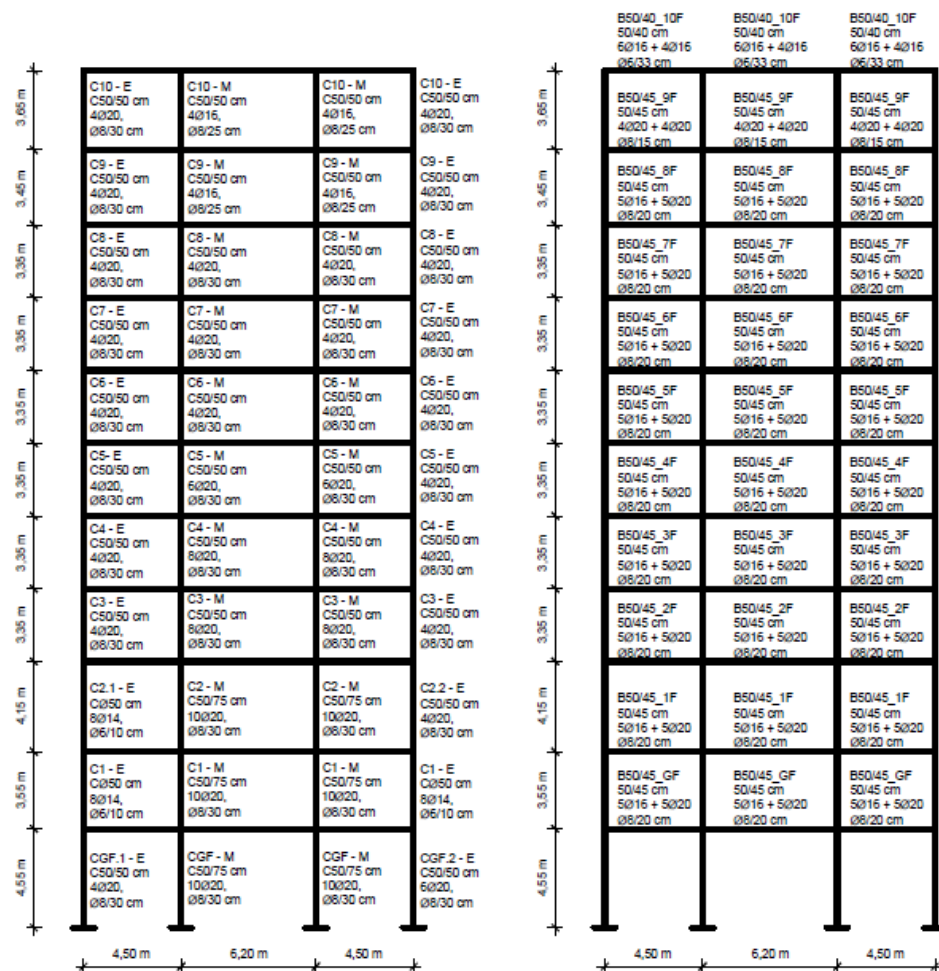 C10 - E
C50/50 cm
4Ø20,
Ø8/30 cm
C10 - M
C50/50 cm
4Ø16,
Ø8/25 cm
C10 - M
C50/50 cm
4Ø16,
Ø8/25 cm
C10 - E
C50/50 cm
4Ø20,
Ø8/30 cm
3,65 m
C9 - E
C50/50 cm
4Ø20,
Ø8/30 cm
C9 - M
C50/50 cm
4Ø16,
Ø8/25 cm
C9 - M
C50/50 cm
4Ø16,
Ø8/25 cm
C9 - E
C50/50 cm
4Ø20,
Ø8/30 cm
3,45 m
C8 - E
C50/50 cm
4Ø20,
Ø8/30 cm
C8 - M
C50/50 cm
4Ø20,
Ø8/30 cm
C8 - M
C50/50 cm
4Ø20,
Ø8/30 cm
C8 - E
C50/50 cm
4Ø20,
Ø8/30 cm
3,35 m
C7 - E
C50/50 cm
4Ø20,
Ø8/30 cm
C7 - M
C50/50 cm
4Ø20,
Ø8/30 cm
C7 - M
C50/50 cm
4Ø20,
Ø8/30 cm
C7 - E
C50/50 cm
4Ø20,
Ø8/30 cm
3,35 m
C6 - E
C50/50 cm
4Ø20,
Ø8/30 cm
C6 - M
C50/50 cm
4Ø20,
Ø8/30 cm
C6 - M
C50/50 cm
4Ø20,
Ø8/30 cm
C6 - E
C50/50 cm
4Ø20,
Ø8/30 cm
3,35 m
C5- E
C50/50 cm
4Ø20,
Ø8/30 cm
C5 - M
C50/50 cm
6Ø20,
Ø8/30 cm
C5 - M
C50/50 cm
6Ø20,
Ø8/30 cm
C5 - E
C50/50 cm
4Ø20,
Ø8/30 cm
3,35 m
C4 - E
C50/50 cm
4Ø20,
Ø8/30 cm
C4 - M
C50/50 cm
8Ø20,
Ø8/30 cm
C4 - M
C50/50 cm
8Ø20,
Ø8/30 cm
C4 - E
C50/50 cm
4Ø20,
Ø8/30 cm
3,35 m
C3 - E
C50/50 cm
4Ø20,
Ø8/30 cm
C3 - M
C50/50 cm
8Ø20,
Ø8/30 cm
C3 - M
C50/50 cm
8Ø20,
Ø8/30 cm
C3 - E
C50/50 cm
4Ø20,
Ø8/30 cm
3,35 m
C2.1 - E
CØ50 cm
8Ø14,
Ø6/10 cm
C2 - M
C50/75 cm
10Ø20,
Ø8/30 cm
C2 - M
C50/75 cm
10Ø20,
Ø8/30 cm
C2.2 - E
C50/50 cm
4Ø20,
Ø8/30 cm
4,15 m
C1 - E
CØ50 cm
8Ø14,
Ø6/10 cm
C1 - M
C50/75 cm
10Ø20,
Ø8/30 cm
C1 - M
C50/75 cm
10Ø20,
Ø8/30 cm
C1 - E
CØ50 cm
8Ø14,
Ø6/10 cm
3,55 m
CGF.1 - E
C50/50 cm
4Ø20,
Ø8/30 cm
CGF - M
C50/75 cm
10Ø20,
Ø8/30 cm
CGF - M
C50/75 cm
10Ø20,
Ø8/30 cm
CGF.2 - E
C50/50 cm
6Ø20,
Ø8/30 cm
4,55 m
4,50 m
6,20 m
4,50 m
B50/40_10F
50/40 cm
6Ø16 + 4Ø16
Ø6/33 cm
B50/40_10F
50/40 cm
6Ø16 + 4Ø16
Ø6/33 cm
B50/40_10F
50/40 cm
6Ø16 + 4Ø16
Ø6/33 cm
3,65 m
B50/45_9F
50/45 cm
4Ø20 + 4Ø20
Ø8/15 cm
B50/45_9F
50/45 cm
4Ø20 + 4Ø20
Ø8/15 cm
B50/45_9F
50/45 cm
4Ø20 + 4Ø20
Ø8/15 cm
3,45 m
B50/45_8F
50/45 cm
5Ø16 + 5Ø20
Ø8/20 cm
B50/45_8F
50/45 cm
5Ø16 + 5Ø20
Ø8/20 cm
B50/45_8F
50/45 cm
5Ø16 + 5Ø20
Ø8/20 cm
3,35 m
B50/45_7F
50/45 cm
5Ø16 + 5Ø20
Ø8/20 cm
B50/45_7F
50/45 cm
5Ø16 + 5Ø20
Ø8/20 cm
B50/45_7F
50/45 cm
5Ø16 + 5Ø20
Ø8/20 cm
3,35 m
B50/45_6F
50/45 cm
5Ø16 + 5Ø20
Ø8/20 cm
B50/45_6F
50/45 cm
5Ø16 + 5Ø20
Ø8/20 cm
B50/45_6F
50/45 cm
5Ø16 + 5Ø20
Ø8/20 cm
3,35 m
B50/45_5F
50/45 cm
5Ø16 + 5Ø20
Ø8/20 cm
B50/45_5F
50/45 cm
5Ø16 + 5Ø20
Ø8/20 cm
B50/45_5F
50/45 cm
5Ø16 + 5Ø20
Ø8/20 cm
3,35 m
B50/45_4F
50/45 cm
5Ø16 + 5Ø20
Ø8/20 cm
B50/45_4F
50/45 cm
5Ø16 + 5Ø20
Ø8/20 cm
B50/45_4F
50/45 cm
5Ø16 + 5Ø20
Ø8/20 cm
3,35 m
B50/45_3F
50/45 cm
5Ø16 + 5Ø20
Ø8/20 cm
B50/45_3F
50/45 cm
5Ø16 + 5Ø20
Ø8/20 cm
B50/45_3F
50/45 cm
5Ø16 + 5Ø20
Ø8/20 cm
3,35 m
B50/45_2F
50/45 cm
5Ø16 + 5Ø20
Ø8/20 cm
B50/45_2F
50/45 cm
5Ø16 + 5Ø20
Ø8/20 cm
B50/45_2F
50/45 cm
5Ø16 + 5Ø20
Ø8/20 cm
3,35 m
B50/45_1F
50/45 cm
5Ø16 + 5Ø20
Ø8/20 cm
B50/45_1F
50/45 cm
5Ø16 + 5Ø20
Ø8/20 cm
B50/45_1F
50/45 cm
5Ø16 + 5Ø20
Ø8/20 cm
4,15 m
B50/45_GF
50/45 cm
5Ø16 + 5Ø20
Ø8/20 cm
B50/45_GF
50/45 cm
5Ø16 + 5Ø20
Ø8/20 cm
B50/45_GF
50/45 cm
5Ø16 + 5Ø20
Ø8/20 cm
3,55 m
4,55 m
4,50 m
6,20 m
4,50 m